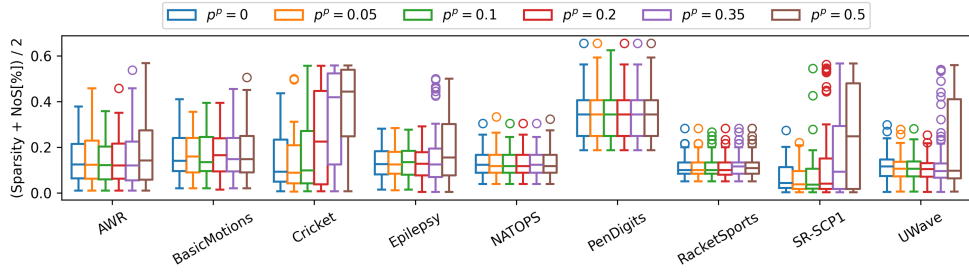 p^p = 0 p^p = 0.05 p^p = 0.1 p^p = 0.2 p^p = 0.35 p^p = 0.5
(Sparsity + NoS[%]) / 2
0.6
0.4
0.2
0.0
AWR
BasicMotions
Cricket
Epilepsy
NATOPS
PenDigits
RacketSports
SR-SCP1
UWave